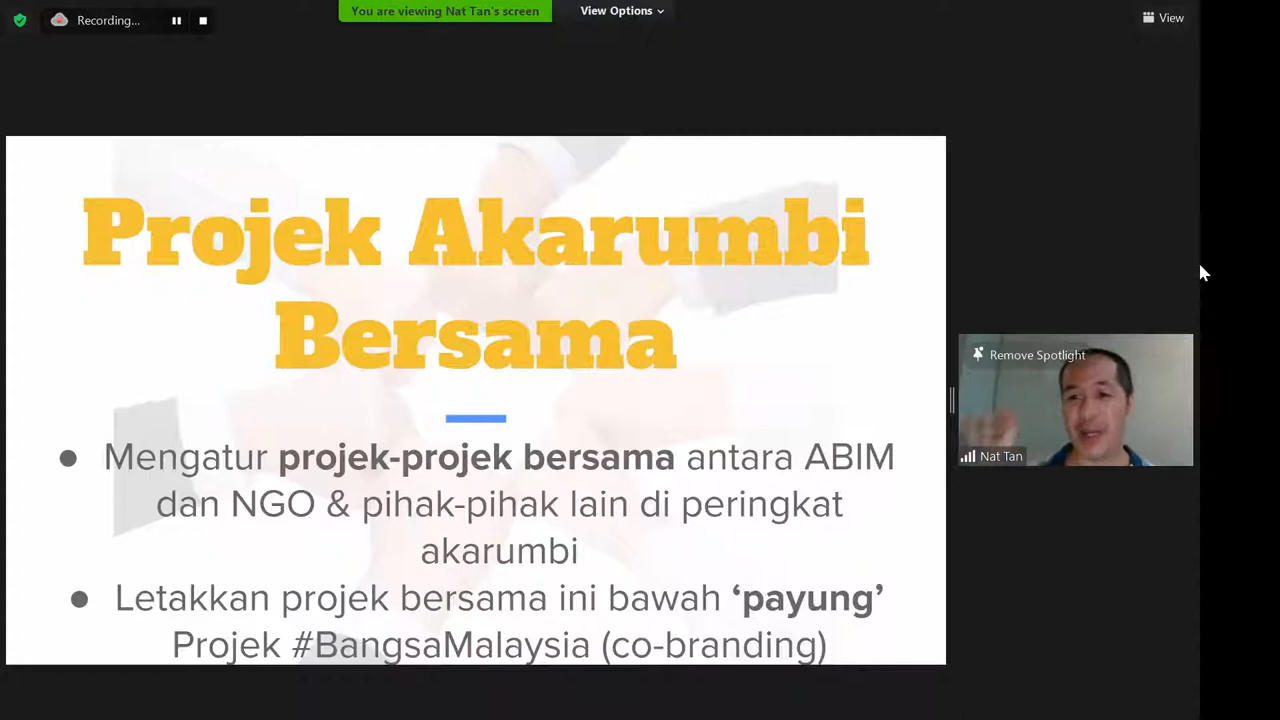 Recording...
You are viewing Nat Tan's screen
View Options
View
Projek Akarumbi
Bersama
● Mengatur projek-projek bersama antara ABIM
dan NGO & pihak-pihak lain di peringkat
akarumbi
● Letakkan projek bersama ini bawah ‘payung’
Projek #BangsaMalaysia (co-branding)
Remove Spotlight
Nat Tan